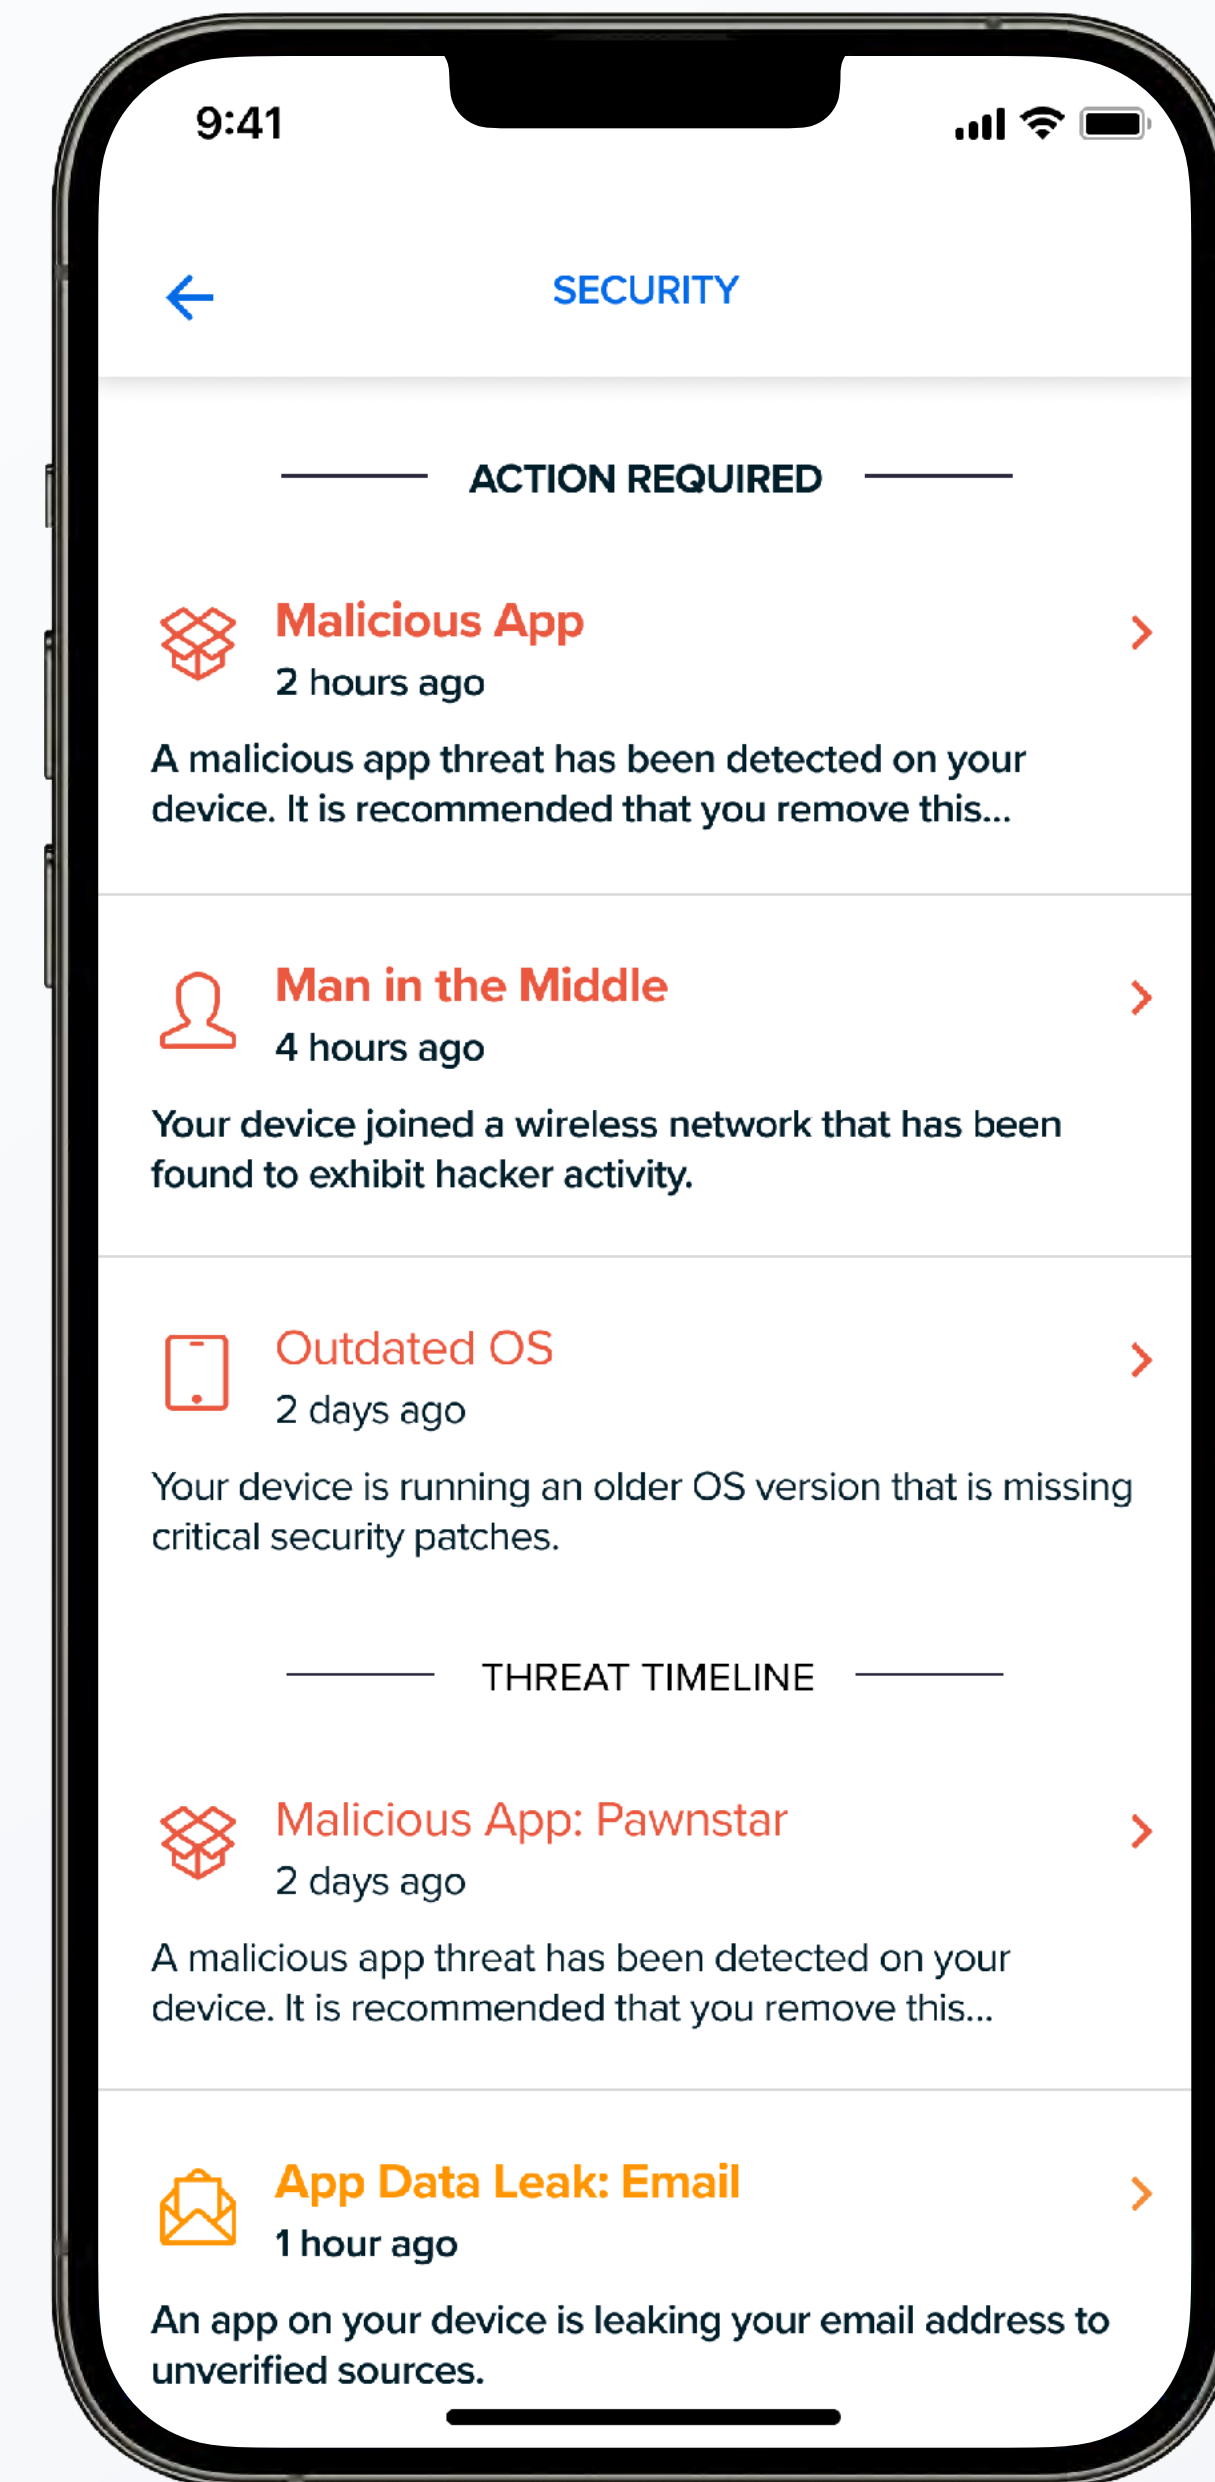 9:41
SECURITY
ACTION REQUIRED
Malicious App
2 hours ago
A malicious app threat has been detected on your
device. It is recommended that you remove this...
Man in the Middle
4 hours ago
Your device joined a wireless network that has been
found to exhibit hacker activity.
Outdated OS
2 days ago
Your device is running an older OS version that is missing
critical security patches.
THREAT TIMELINE
Malicious App: Pawnstar
2 days ago
A malicious app threat has been detected on your
device. It is recommended that you remove this...
App Data Leak: Email
1 hour ago
An app on your device is leaking your email address to
unverified sources.